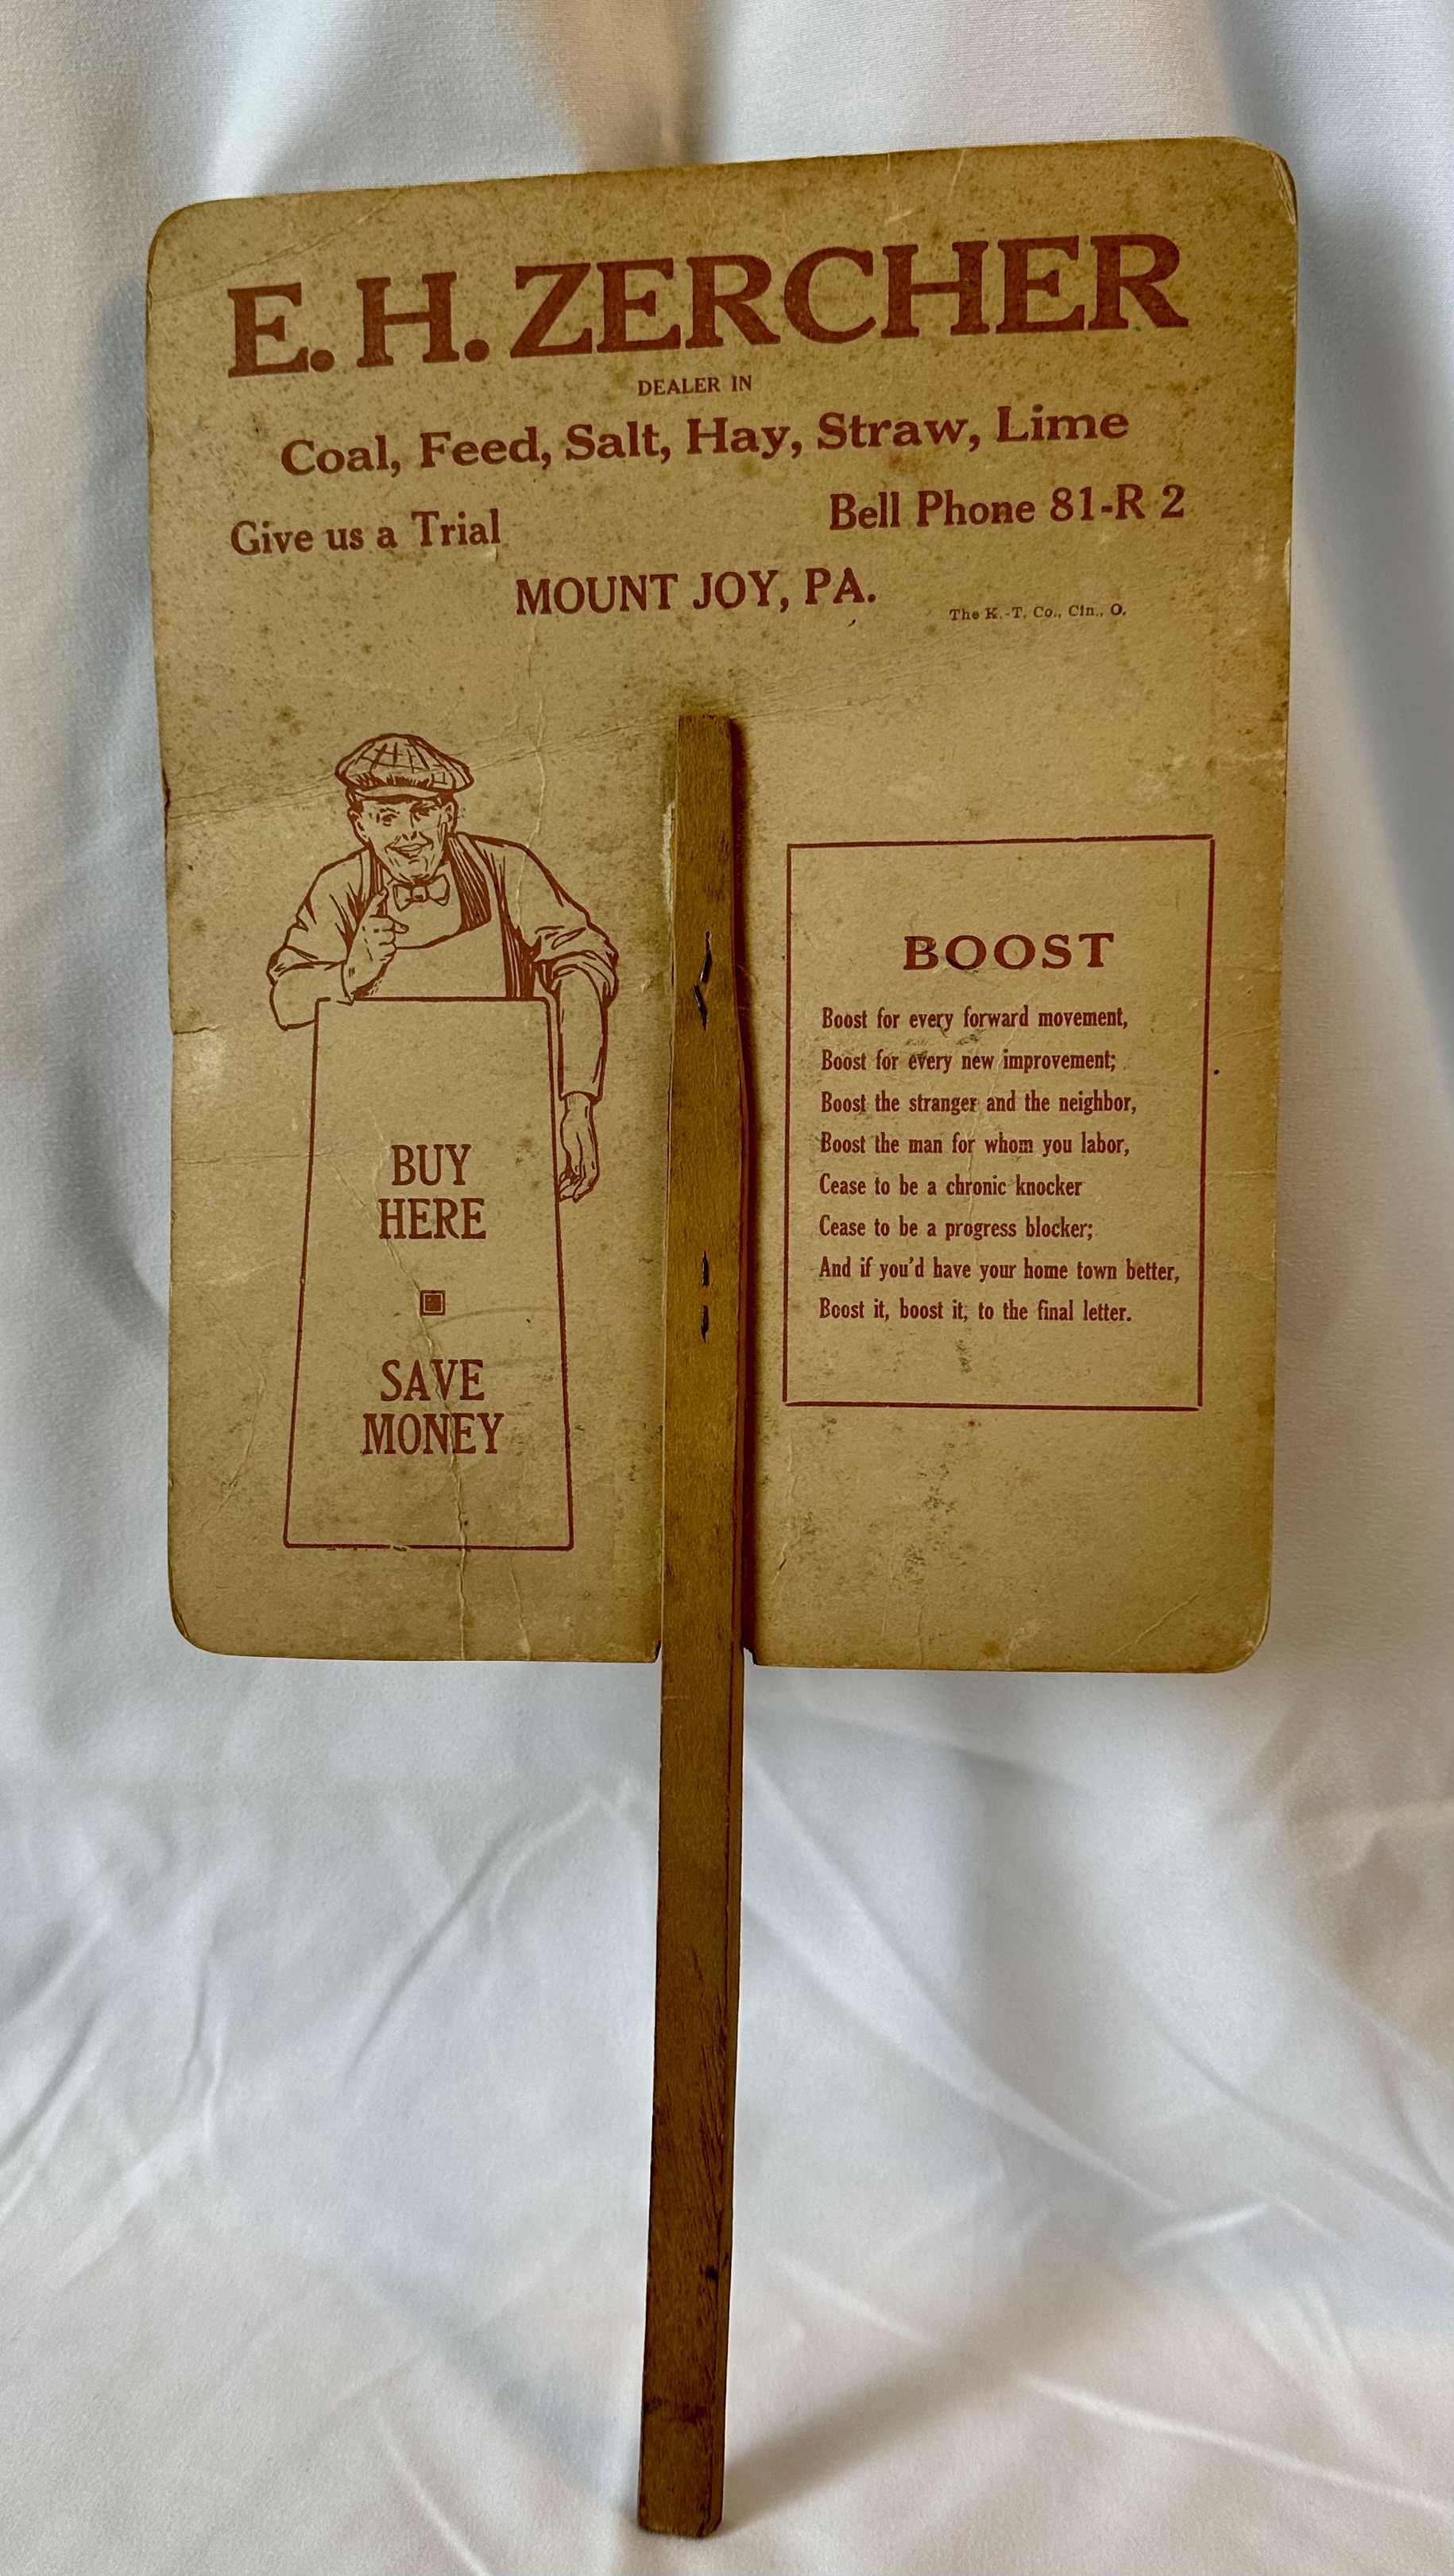 E. H. ZERCHER
DEALER IN
Coal, Feed, Salt, Hay, Straw, Lime
Give us a Trial
Bell Phone 81-R 2
MOUNT JOY, PA.
The K.-T. Co., Cin., O.
BUY
HERE
SAVE
MONEY
BOOST
Boost for every forward movement,
Boost for every new improvement;
Boost the stranger and the neighbor,
Boost the man for whom you labor,
Cease to be a chronic knocker
Cease to be a progress blocker;
And if you'd have your home town better,
Boost it, boost it, to the final letter.